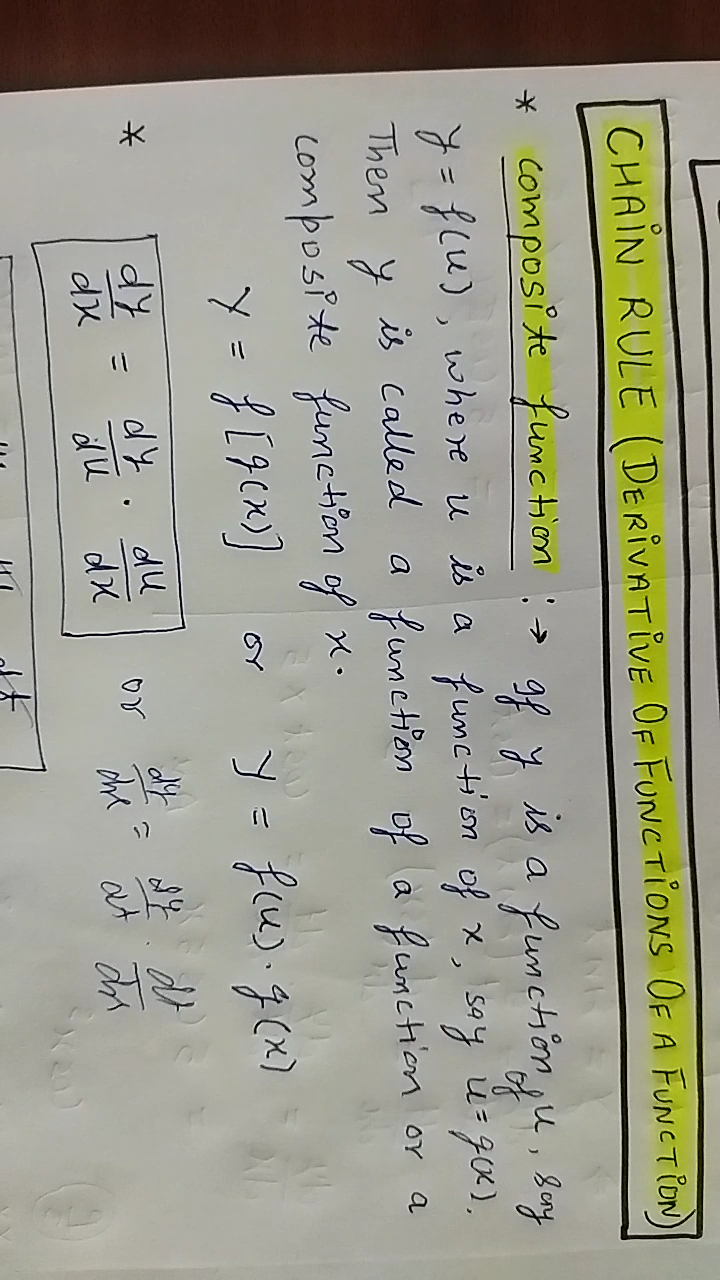 CHAIN RULE (DERIVATIVE OF FUNCTIONS OF A FUNCTION)
* composite function :→ If y is a function of u, say
y = f(u), where u is a function of x, say u = g(x).
Then y is called a function of a function or a
composite function of x.
y = f[g(x)] or y = f(u).g(x)
* dy/dx = dy/du . du/dx or dy/dx = dy/dt . dt/dx